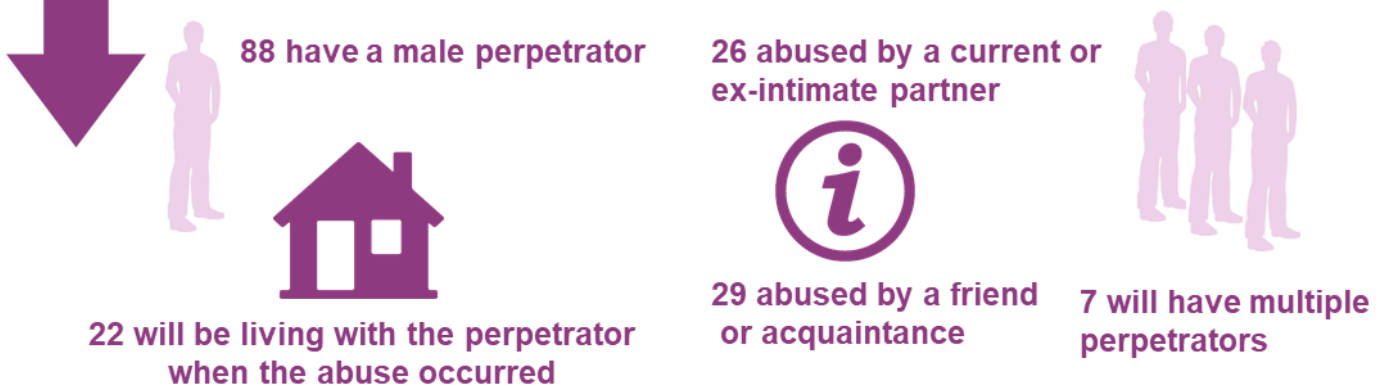 88 have a male perpetrator
22 will be living with the perpetrator
when the abuse occurred
26 abused by a current or
ex-intimate partner
i
29 abused by a friend
or acquaintance
7 will have multiple
perpetrators